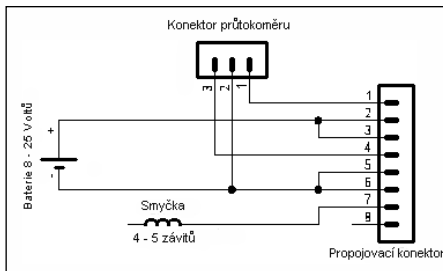 Konektor průtokoměru
3 2 1
Baterie 8 - 25 Voltů
+
-
1
2
3
4
5
6
7
8
Smyčka
4 - 5 závitů
Propojovací konektor